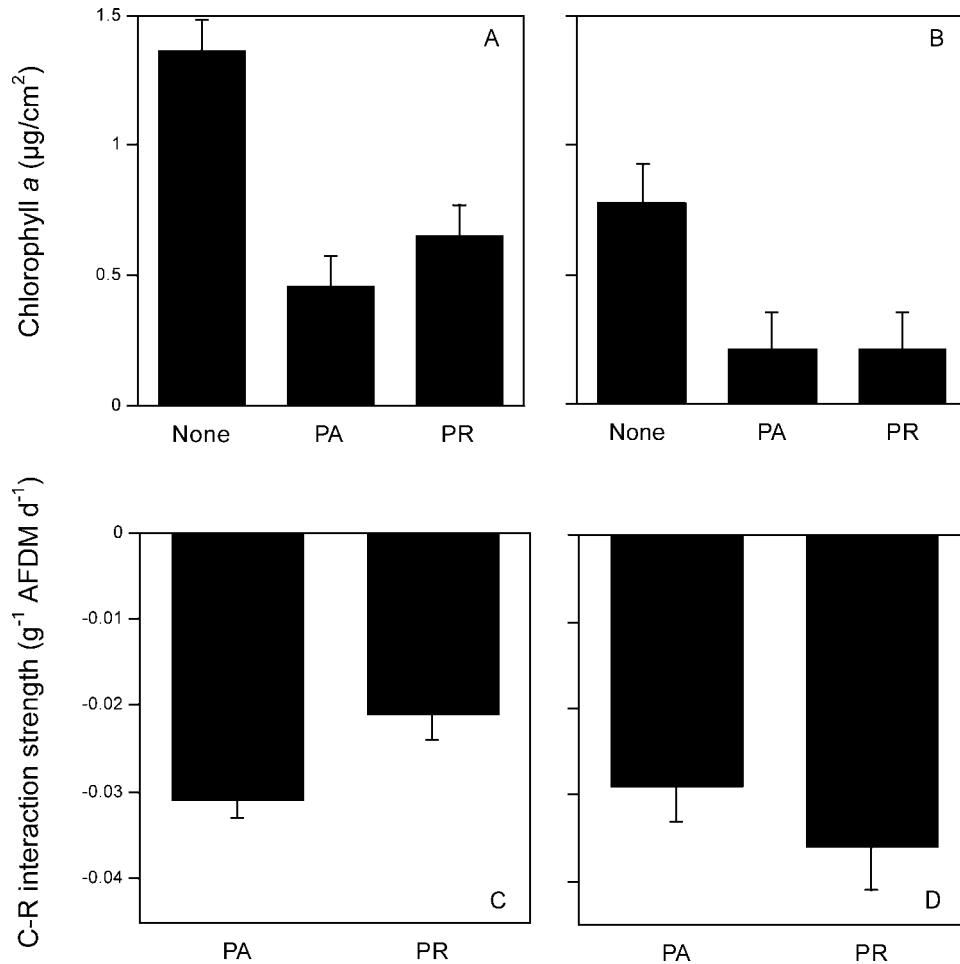 Chlorophyll a (µg/cm²)
1.5
1
0.5
0
A
None PA PR
B
None PA PR
C-R interaction strength (g⁻¹ AFDM d⁻¹)
0
-0.01
-0.02
-0.03
-0.04
C
PA PR
D
PA PR